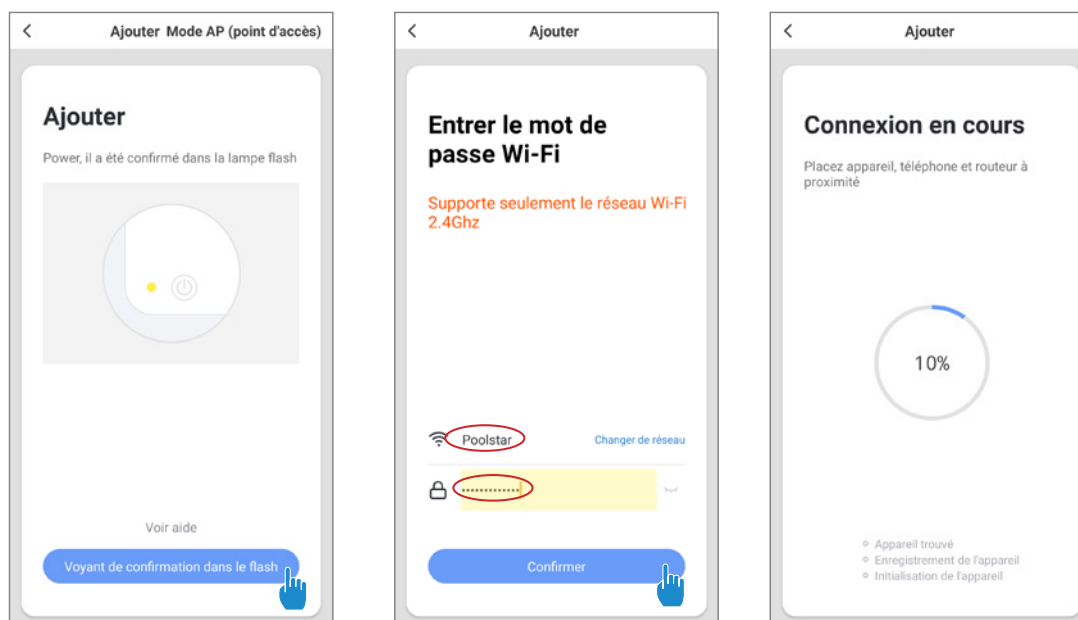 Ajouter Mode AP (point d'accès)
Ajouter
Power, il a été confirmé dans la lampe flash
Voir aide
Voyant de confirmation dans le flash
Ajouter
Entrer le mot de
passe Wi-Fi
Supporte seulement le réseau Wi-Fi
2.4Ghz
Poolstar
Changer de réseau
Confirmer
Ajouter
Connexion en cours
Placez appareil, téléphone et routeur à
proximité
10%
Appareil trouvé
Enregistrement de l'appareil
Initialisation de l'appareil